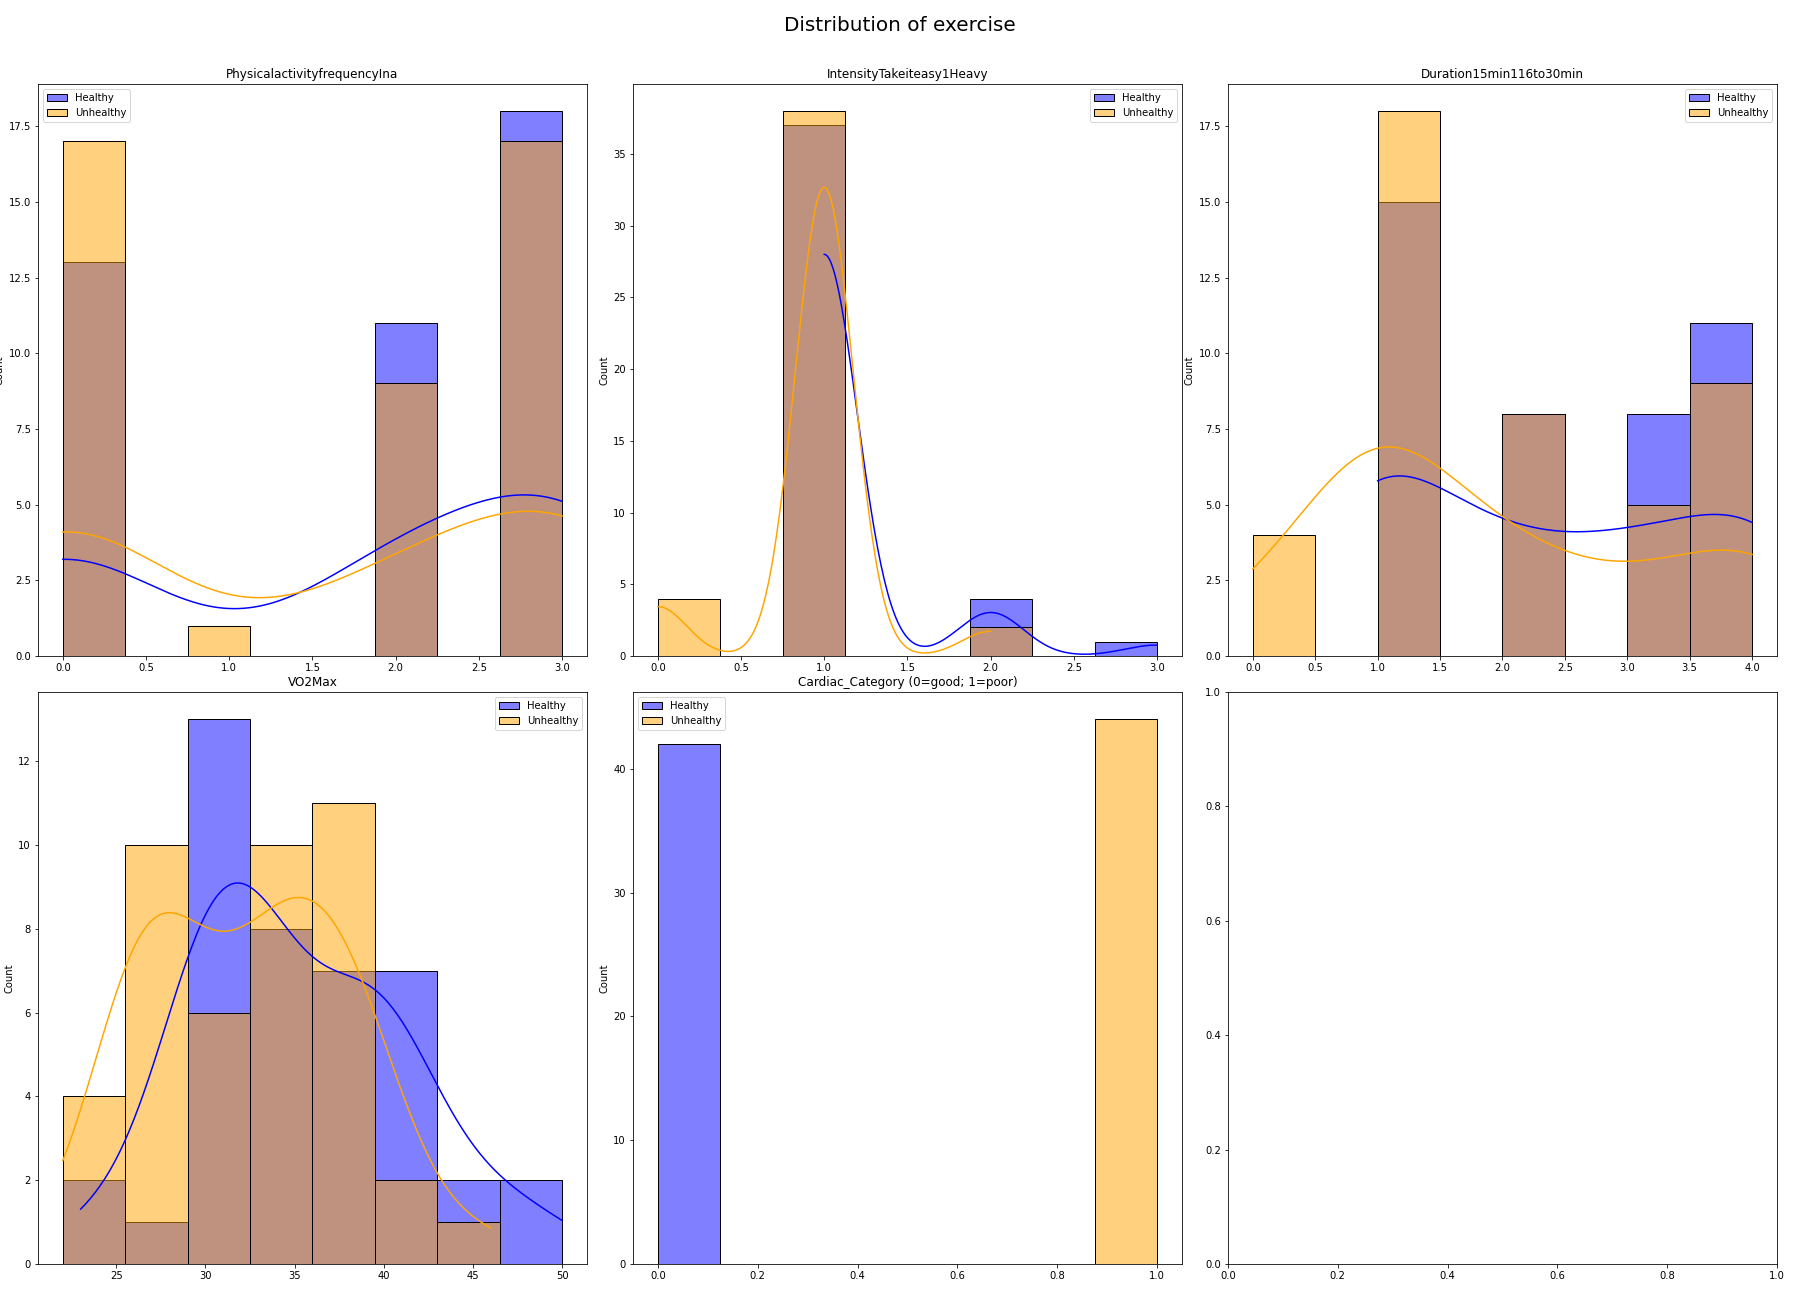 Distribution of exercise
PhysicalactivityfrequencyIna
Healthy
Unhealthy
Count
17.5
15.0
12.5
10.0
7.5
5.0
2.5
0.0
0.0 0.5 1.0 1.5 2.0 2.5 3.0
IntensityTakeiteasy1Heavy
Healthy
Unhealthy
Count
35
30
25
20
15
10
5
0
0.0 0.5 1.0 1.5 2.0 2.5 3.0
Duration15min116to30min
Healthy
Unhealthy
Count
17.5
15.0
12.5
10.0
7.5
5.0
2.5
0.0
0.0 0.5 1.0 1.5 2.0 2.5 3.0 3.5 4.0
VO2Max
Healthy
Unhealthy
Count
12
10
8
6
4
2
0
25 30 35 40 45 50
Cardiac_Category (0=good; 1=poor)
Healthy
Unhealthy
Count
40
30
20
10
0
0.0 0.2 0.4 0.6 0.8 1.0
1.0
0.8
0.6
0.4
0.2
0.0
0.0 0.2 0.4 0.6 0.8 1.0